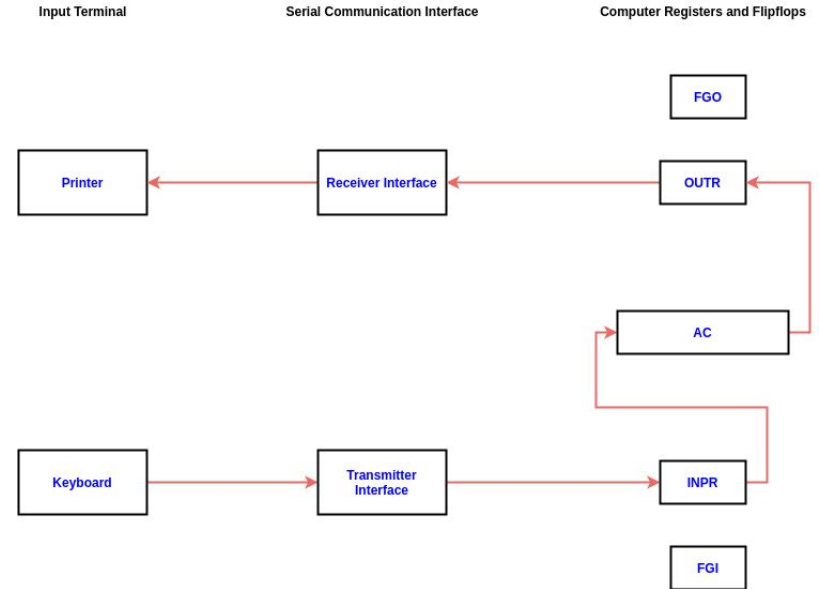 Input Terminal
Serial Communication Interface
Computer Registers and Flipflops
FGO
Printer
Receiver Interface
OUTR
AC
Keyboard
Transmitter
Interface
INPR
FGI